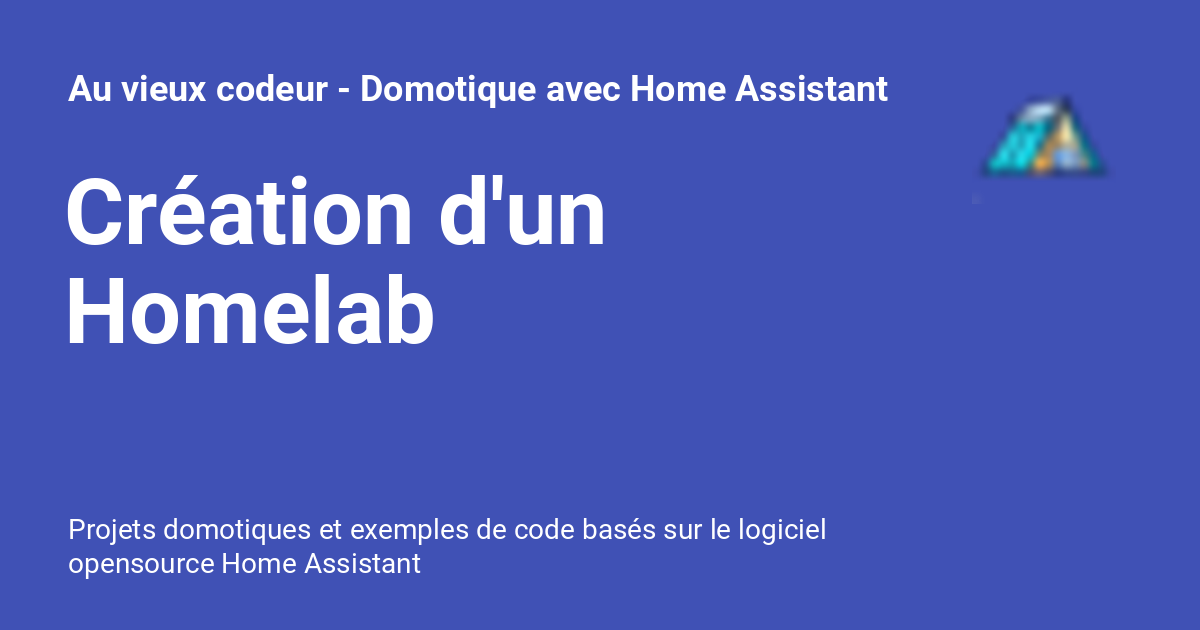 Au vieux codeur - Domotique avec Home Assistant
Création d'un
Homelab
Projets domotiques et exemples de code basés sur le logiciel
opensource Home Assistant